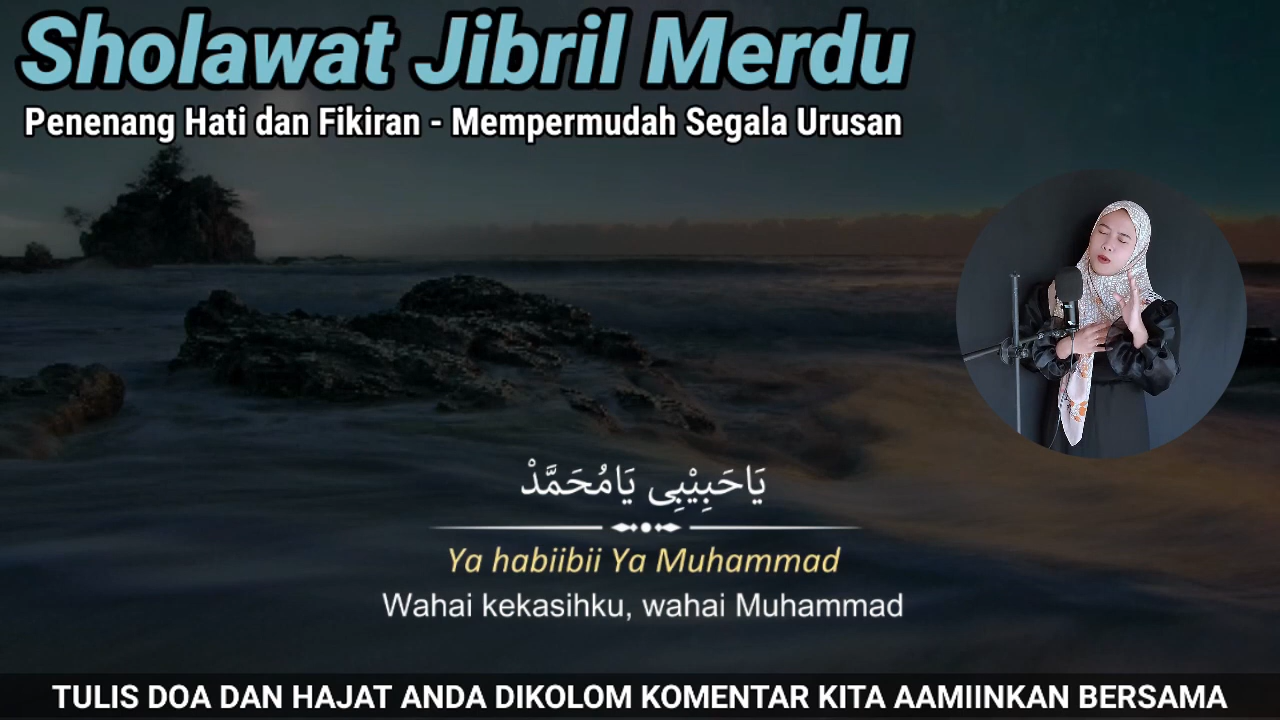 Sholawat Jibril Merdu
Penenang Hati dan Fikiran - Mempermudah Segala Urusan
يَاحَبِيْبِى يَامُحَمَّدْ
Ya habiibii Ya Muhammad
Wahai kekasihku, wahai Muhammad
TULIS DOA DAN HAJAT ANDA DIKOLOM KOMENTAR KITA AAMIINKAN BERSAMA